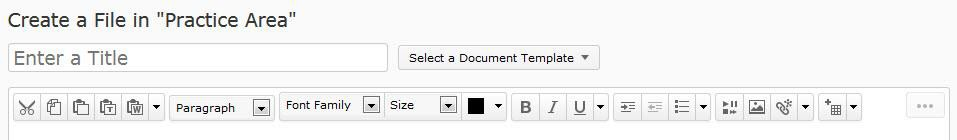 Create a File in "Practice Area"
Enter a Title
Select a Document Template
Paragraph Font Family Size B I U